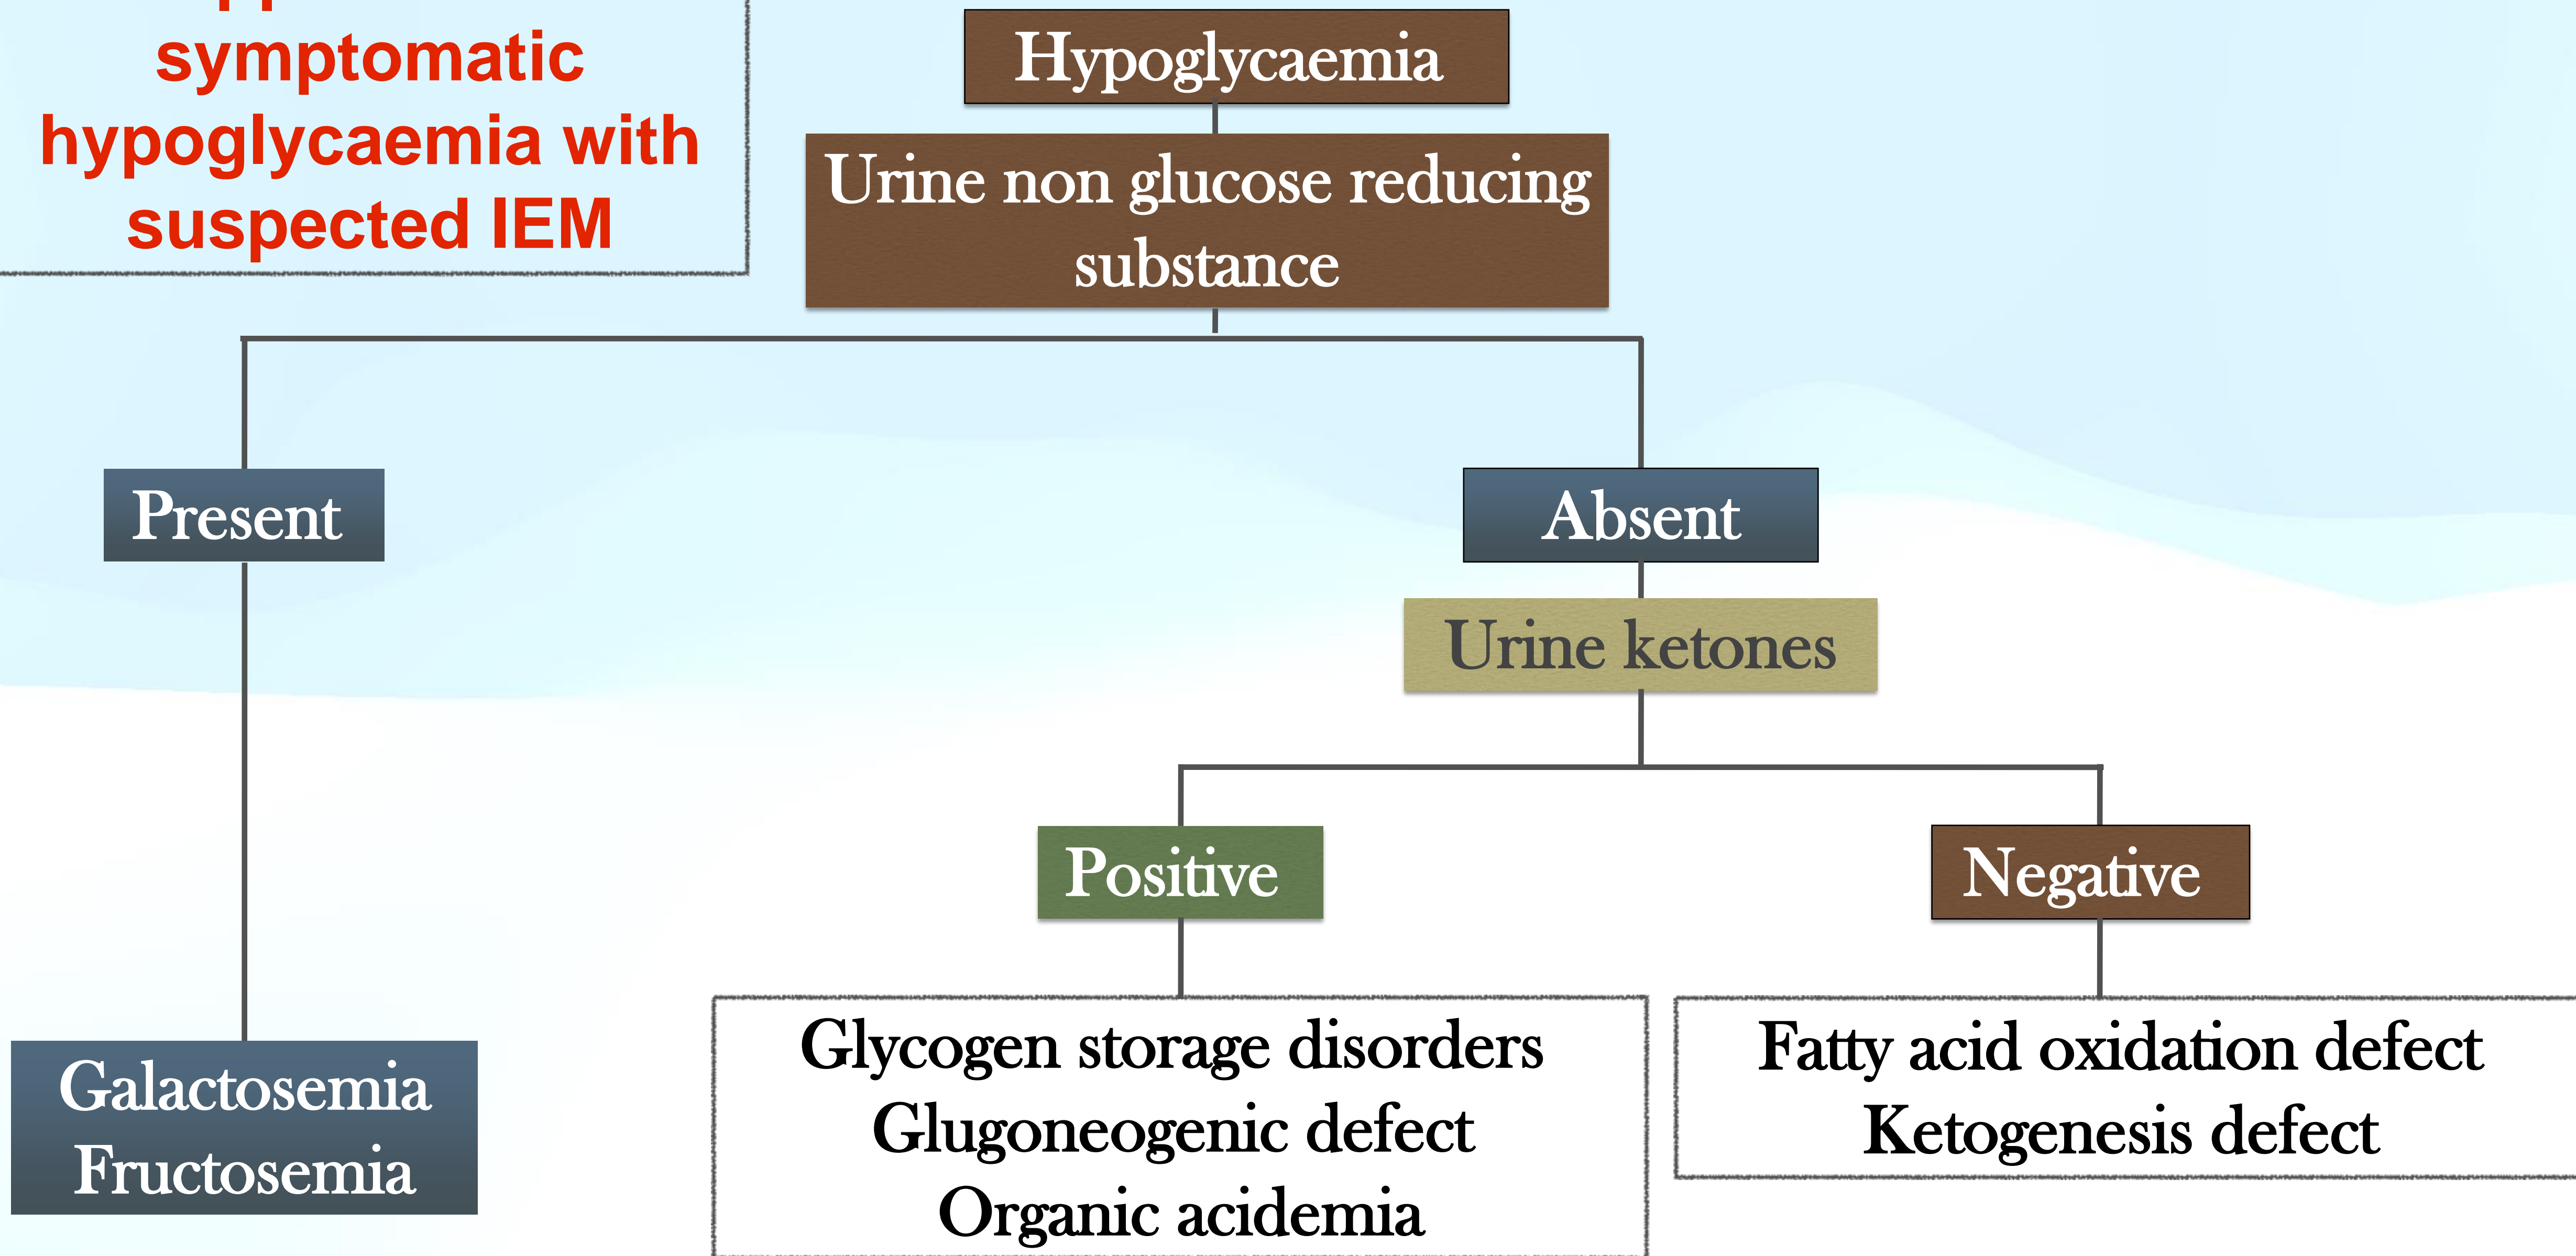 symptomatic
hypoglycaemia with
suspected IEM
Hypoglycaemia
Urine non glucose reducing
substance
Present
Absent
Urine ketones
Positive
Negative
Galactosemia
Fructosemia
Glycogen storage disorders
Glugoneogenic defect
Organic acidemia
Fatty acid oxidation defect
Ketogenesis defect